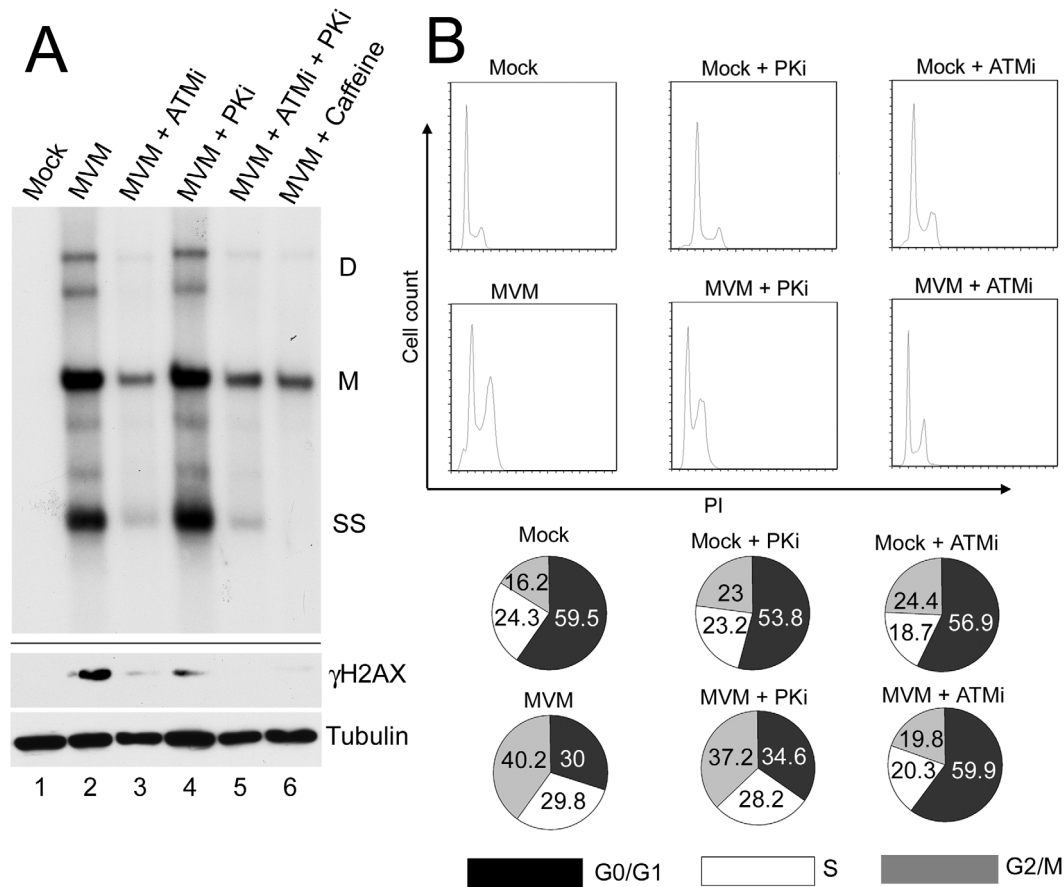 A
Mock
MVM
MVM + ATMi
MVM + PKi
MVM + ATMi + PKi
MVM + Caffeine
D
M
SS
γH2AX
Tubulin
1 2 3 4 5 6
B
Mock
Mock + PKi
Mock + ATMi
MVM
MVM + PKi
MVM + ATMi
Cell count
PI
Mock
16.2
24.3
59.5
Mock + PKi
23
23.2
53.8
Mock + ATMi
24.4
18.7
56.9
MVM
40.2
30
29.8
MVM + PKi
37.2
34.6
28.2
MVM + ATMi
19.8
20.3
59.9
G0/G1
S
G2/M